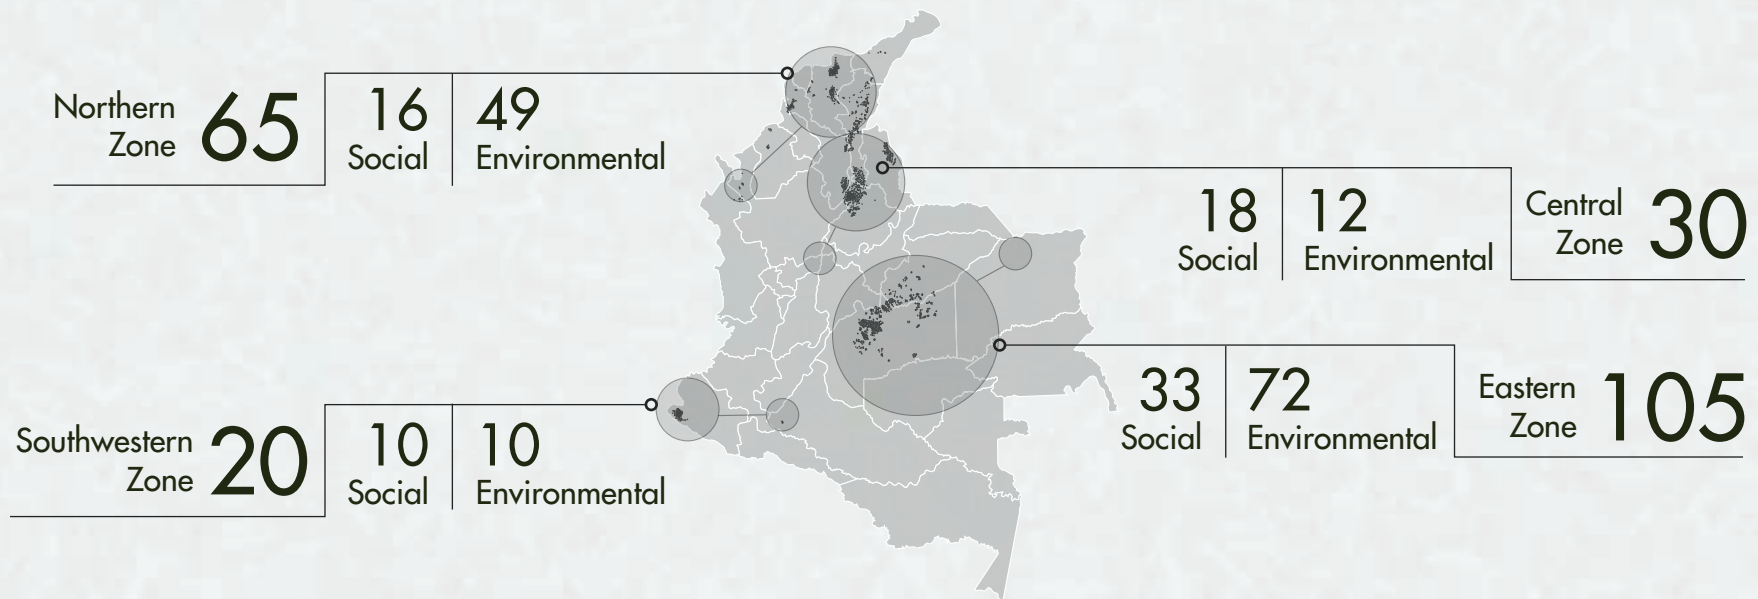 Northern
Zone
65
16
Social
49
Environmental
18
Social
12
Environmental
Central
Zone
30
33
Social
72
Environmental
Eastern
Zone
105
Southwestern
Zone
20
10
Social
10
Environmental